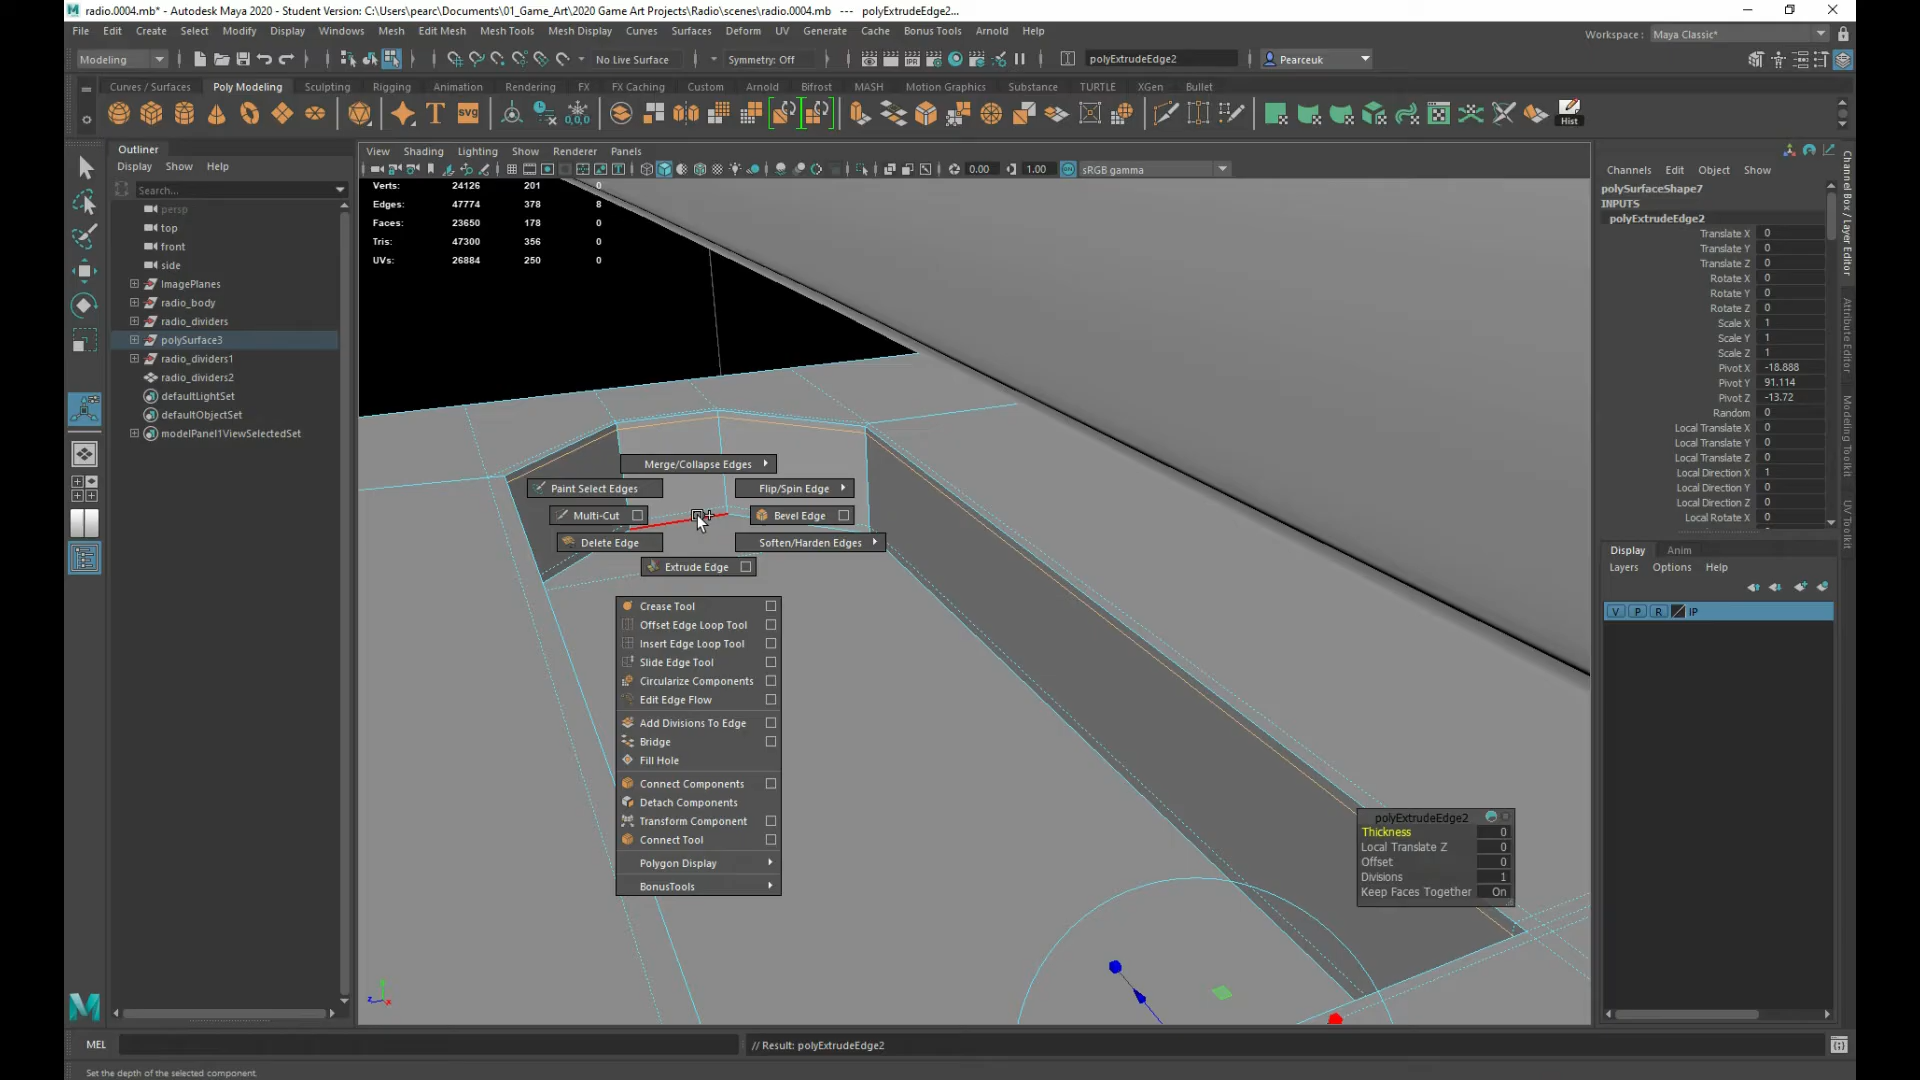 radio.0004.mb* - Autodesk Maya 2020 - Student Version: C:\Users\pearc\Documents\01_Game_Art\2020 Game Art Projects\Radio\scenes\radio.0004.mb   ---   polyExtrudeEdge2...
File Edit Create Select Modify Display Windows Mesh Edit Mesh Mesh Tools Mesh Display Curves Surfaces Deform UV Generate Cache Bonus Tools Arnold Help
Workspace : Maya Classic*
Modeling No Live Surface Symmetry: Off polyExtrudeEdge2 Pearceuk
Curves / Surfaces Poly Modeling Sculpting Rigging Animation Rendering FX FX Caching Custom Arnold Bifrost MASH Motion Graphics Substance TURTLE XGen Bullet
Hist
Outliner
Display Show Help
Search...
persp
top
front
side
ImagePlanes
radio_body
radio_dividers
polySurface3
radio_dividers1
radio_dividers2
defaultLightSet
defaultObjectSet
modelPanel1ViewSelectedSet
View Shading Lighting Show Renderer Panels
0.00 1.00 sRGB gamma
Verts: 24126 201 0
Edges: 47774 378 8
Faces: 23650 178 0
Tris: 47300 356 0
UVs: 26884 250 0
Merge/Collapse Edges
Paint Select Edges Flip/Spin Edge
Multi-Cut Bevel Edge
Delete Edge Soften/Harden Edges
Extrude Edge
Crease Tool
Offset Edge Loop Tool
Insert Edge Loop Tool
Slide Edge Tool
Circularize Components
Edit Edge Flow
Add Divisions To Edge
Bridge
Fill Hole
Connect Components
Detach Components
Transform Component
Connect Tool
Polygon Display
BonusTools
polyExtrudeEdge2
Thickness 0
Local Translate Z 0
Offset 0
Divisions 1
Keep Faces Together On
Channels Edit Object Show
polySurfaceShape7
INPUTS
polyExtrudeEdge2
Translate X 0
Translate Y 0
Translate Z 0
Rotate X 0
Rotate Y 0
Rotate Z 0
Scale X 1
Scale Y 1
Scale Z 1
Pivot X -18.888
Pivot Y 91.114
Pivot Z -13.72
Random 0
Local Translate X 0
Local Translate Y 0
Local Translate Z 0
Local Direction X 1
Local Direction Y 0
Local Direction Z 0
Local Rotate X 0
Display Anim
Layers Options Help
V P R IP
Channel Box / Layer Editor
Attribute Editor
Modeling Toolkit
UV Toolkit
MEL // Result: polyExtrudeEdge2
Set the depth of the selected component.